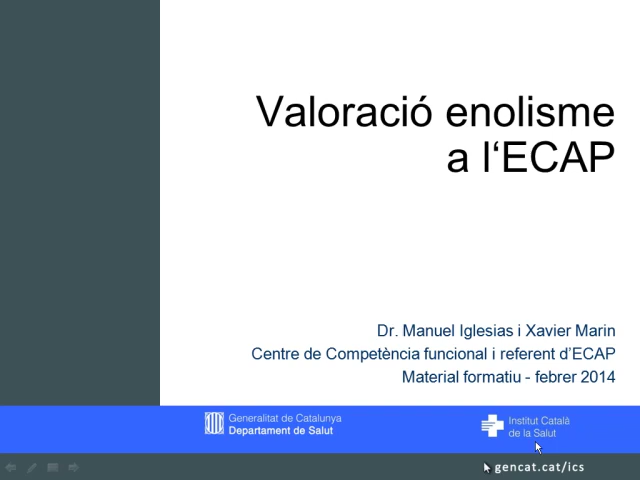 Valoració enolisme
a l‘ECAP
Dr. Manuel Iglesias i Xavier Marin
Centre de Competència funcional i referent d’ECAP
Material formatiu - febrer 2014
Generalitat de Catalunya
Departament de Salut
Institut Català
de la Salut
gencat.cat/ics